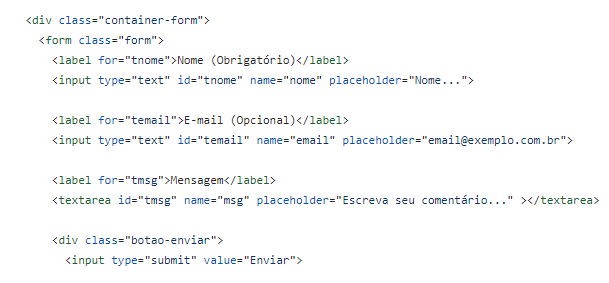 <div class="container-form">
<form class="form">
<label for="tnome">Nome (Obrigatório)</label>
<input type="text" id="tnome" name="nome" placeholder="Nome...">
<label for="temail">E-mail (Opcional)</label>
<input type="text" id="temail" name="email" placeholder="email@exemplo.com.br">
<label for="tmsg">Mensagem</label>
<textarea id="tmsg" name="msg" placeholder="Escreva seu comentário..." ></textarea>
<div class="botao-enviar">
<input type="submit" value="Enviar">